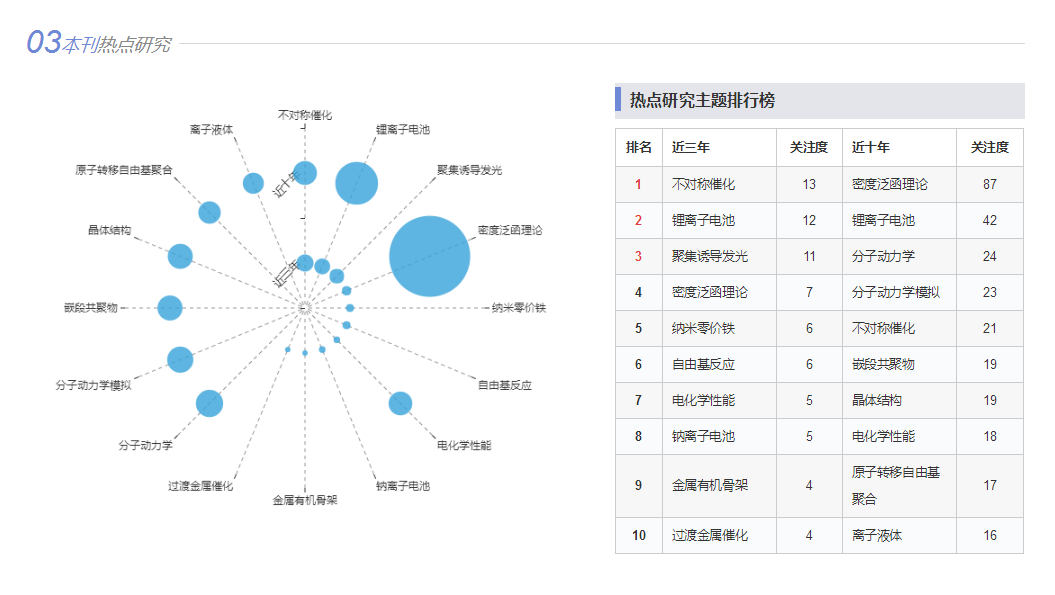 03本刊热点研究
不对称催化
离子液体
锂离子电池
原子转移自由基聚合
聚集诱导发光
近十年
晶体结构
密度泛函理论
近三年
嵌段共聚物
纳米零价铁
分子动力学模拟
自由基反应
分子动力学
电化学性能
过渡金属催化
钠离子电池
金属有机骨架
热点研究主题排行榜
排名 近三年 关注度 近十年 关注度
1 不对称催化 13 密度泛函理论 87
2 锂离子电池 12 锂离子电池 42
3 聚集诱导发光 11 分子动力学 24
4 密度泛函理论 7 分子动力学模拟 23
5 纳米零价铁 6 不对称催化 21
6 自由基反应 6 嵌段共聚物 19
7 电化学性能 5 晶体结构 19
8 钠离子电池 5 电化学性能 18
9 金属有机骨架 4 原子转移自由基
聚合 17
10 过渡金属催化 4 离子液体 16